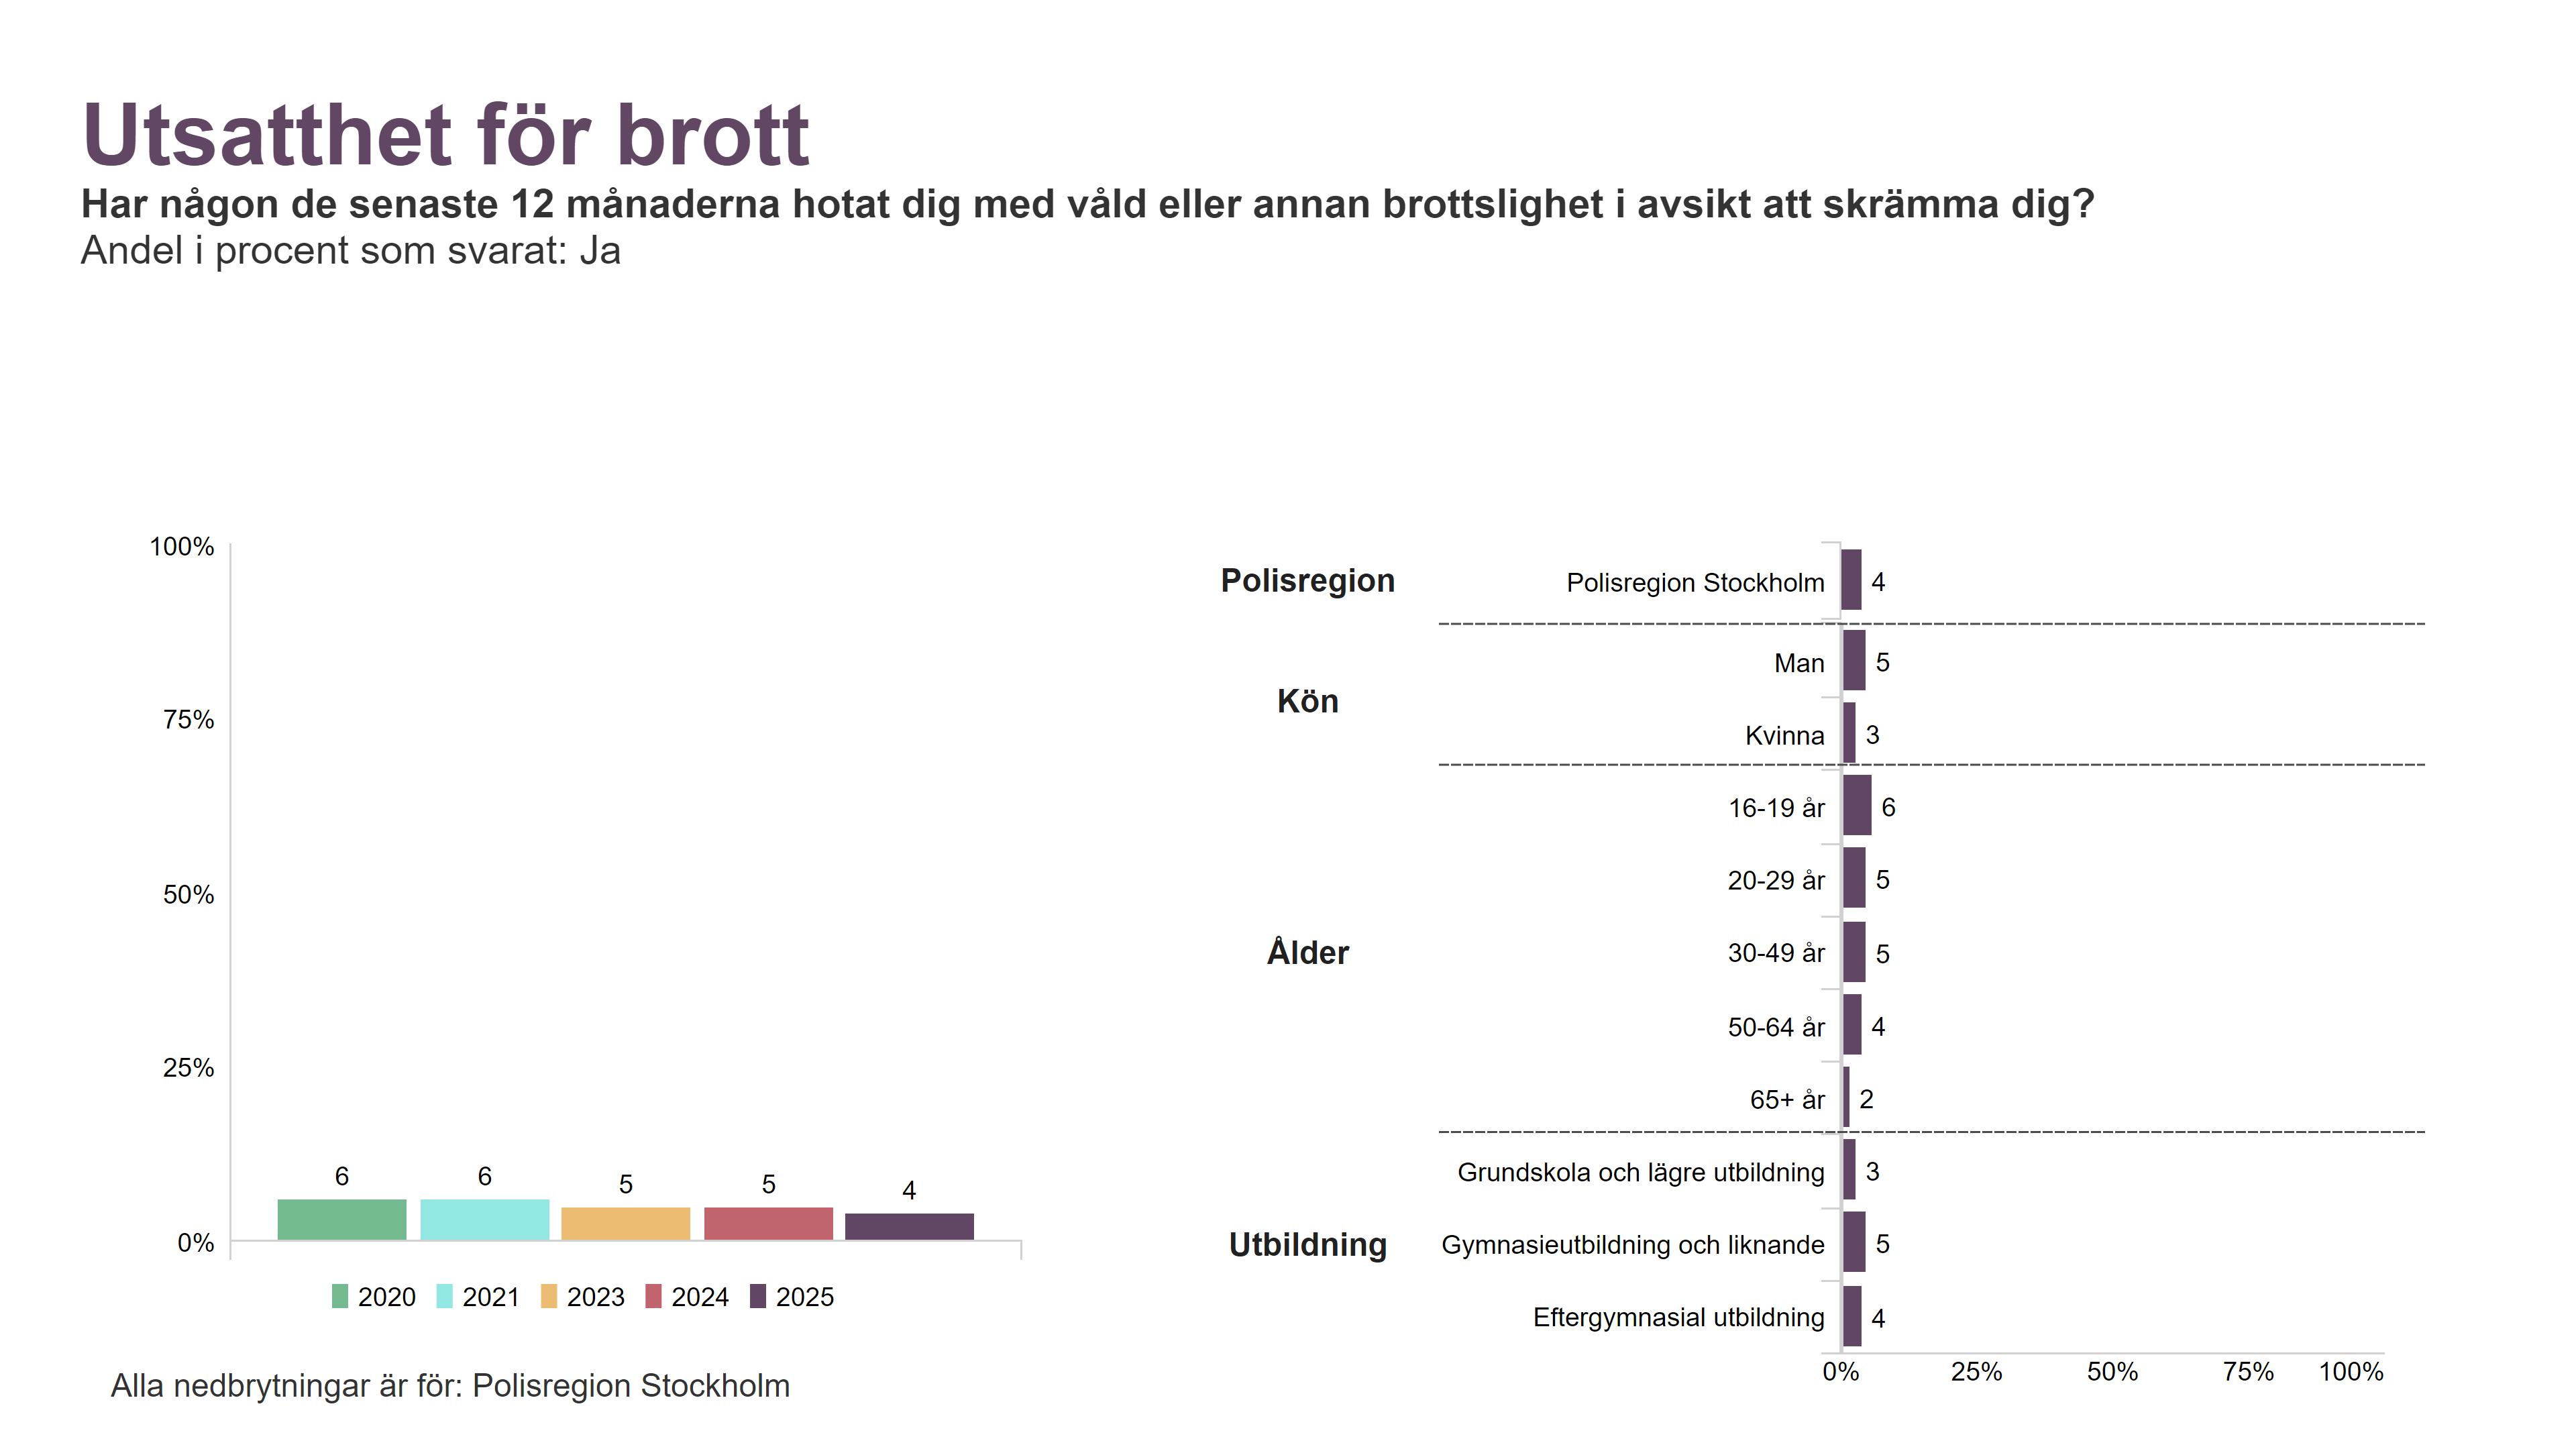 Utsatthet för brott
Har någon de senaste 12 månaderna hotat dig med våld eller annan brottslighet i avsikt att skrämma dig?
Andel i procent som svarat: Ja
100%
75%
50%
25%
0%
6
6
5
5
4
2020
2021
2023
2024
2025
Alla nedbrytningar är för: Polisregion Stockholm
Polisregion
Polisregion Stockholm
4
Kön
Man
5
Kvinna
3
Ålder
16-19 år
6
20-29 år
5
30-49 år
5
50-64 år
4
65+ år
2
Utbildning
Grundskola och lägre utbildning
3
Gymnasieutbildning och liknande
5
Eftergymnasial utbildning
4
0%
25%
50%
75%
100%